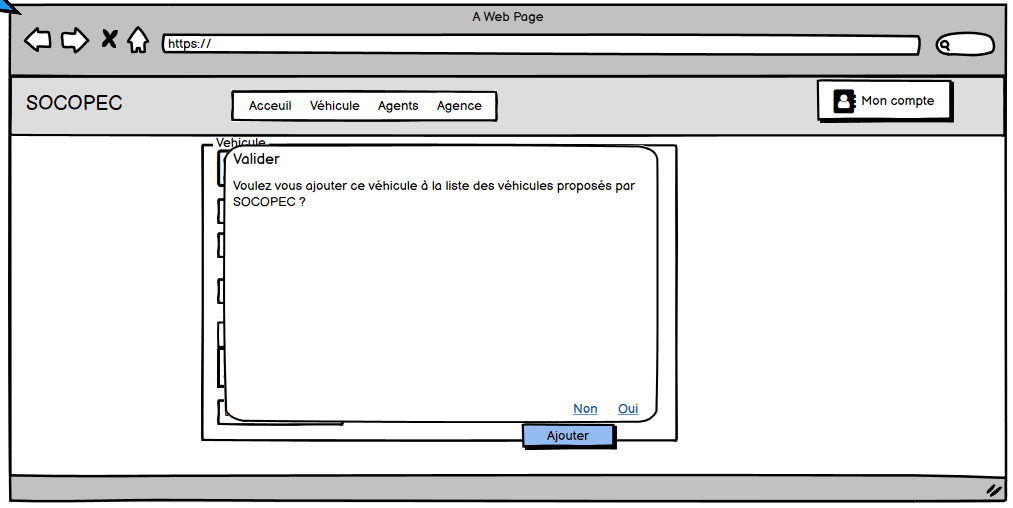 A Web Page
https://
SOCOPEC
Acceuil Véhicule Agents Agence
Mon compte
Vehicule
Valider
Voulez vous ajouter ce véhicule à la liste des véhicules proposés par
SOCOPEC ?
Non Oui
Ajouter